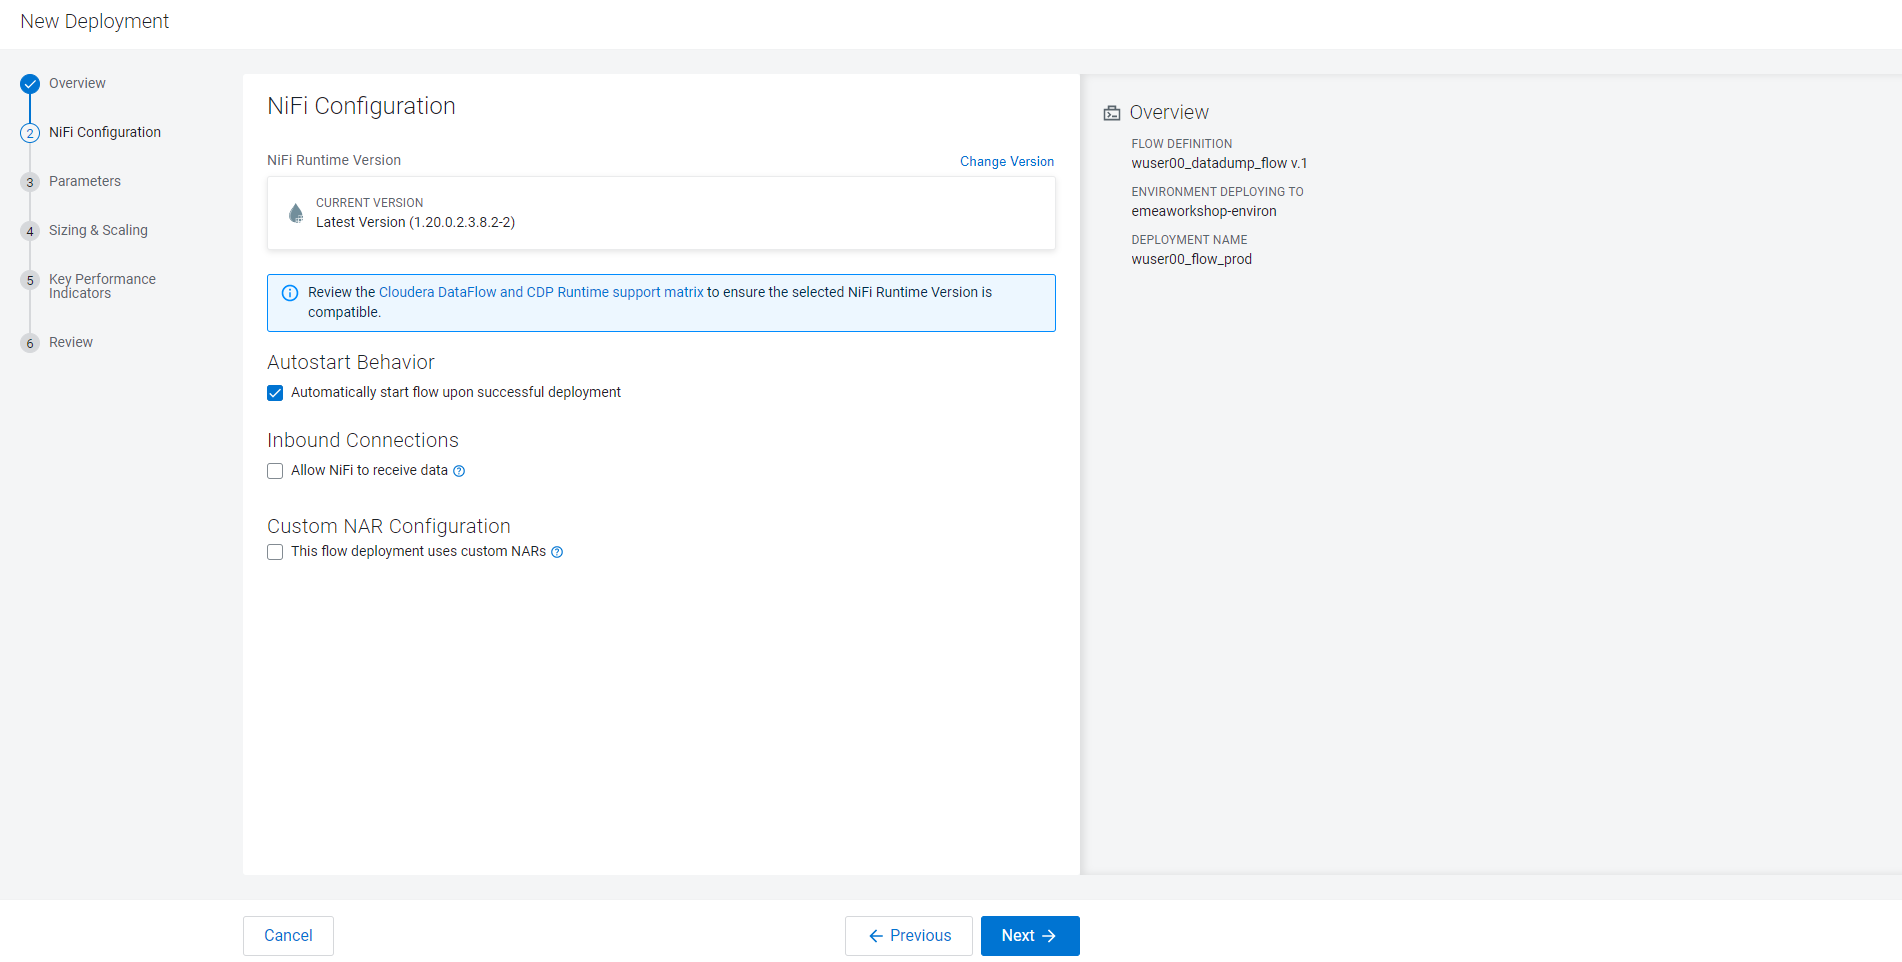 New Deployment
Overview
2 NiFi Configuration
3 Parameters
4 Sizing & Scaling
5 Key Performance
Indicators
6 Review
NiFi Configuration
NiFi Runtime Version
Change Version
CURRENT VERSION
Latest Version (1.20.0.2.3.8.2-2)
Review the Cloudera DataFlow and CDP Runtime support matrix to ensure the selected NiFi Runtime Version is
compatible.
Autostart Behavior
Automatically start flow upon successful deployment
Inbound Connections
Allow NiFi to receive data
Custom NAR Configuration
This flow deployment uses custom NARs
Overview
FLOW DEFINITION
wuser00_datadump_flow v.1
ENVIRONMENT DEPLOYING TO
emeaworkshop-environ
DEPLOYMENT NAME
wuser00_flow_prod
Cancel
Previous
Next